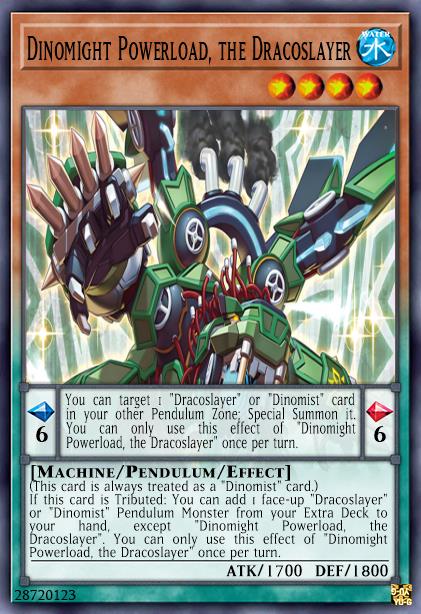 Dinomight Powerload, the Dracoslayer
WATER
水
You can target 1 "Dracoslayer" or "Dinomist" card
in your other Pendulum Zone; Special Summon it.
You can only use this effect of "Dinomight
Powerload, the Dracoslayer" once per turn.
6
6
[Machine/Pendulum/Effect]
(This card is always treated as a "Dinomist" card.)
If this card is Tributed: You can add 1 face-up "Dracoslayer"
or "Dinomist" Pendulum Monster from your Extra Deck to
your hand, except "Dinomight Powerload, the
Dracoslayer". You can only use this effect of "Dinomight
Powerload, the Dracoslayer" once per turn.
ATK/1700 DEF/1800
28720123